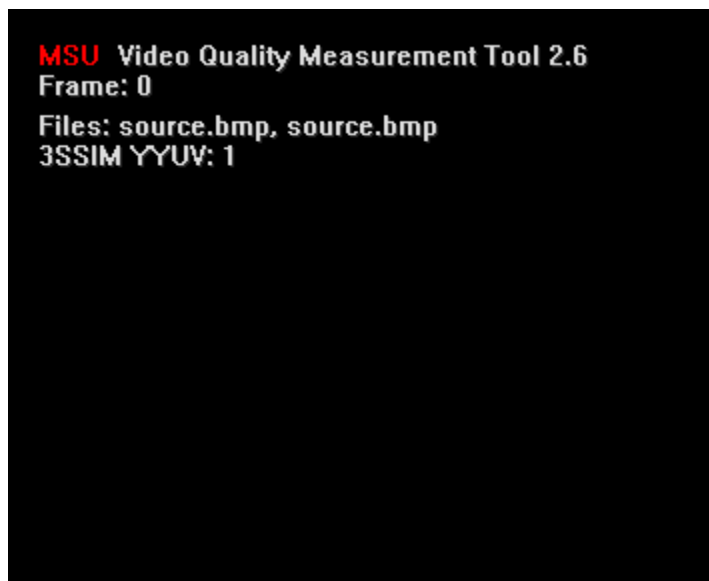 MSU Video Quality Measurement Tool 2.6
Frame: 0
Files: source.bmp, source.bmp
3SSIM YYUV: 1